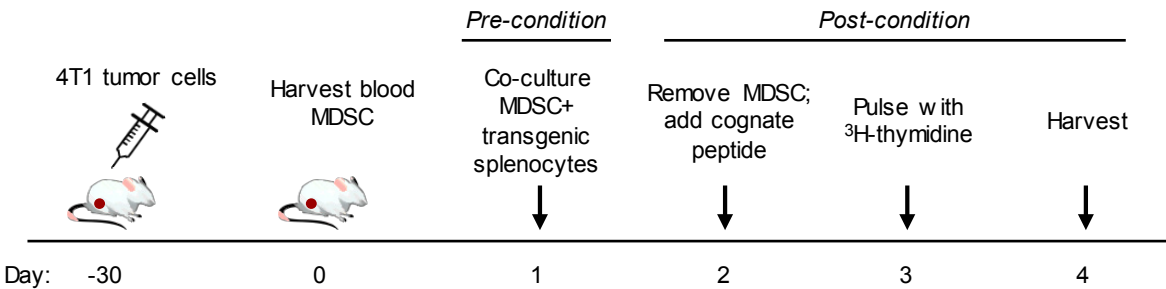 Pre-condition
Post-condition
4T1 tumor cells
Harvest blood
MDSC
Co-culture
MDSC+
transgenic
splenocytes
Remove MDSC;
add cognate
peptide
Pulse with
³H-thymidine
Harvest
Day: -30 0 1 2 3 4